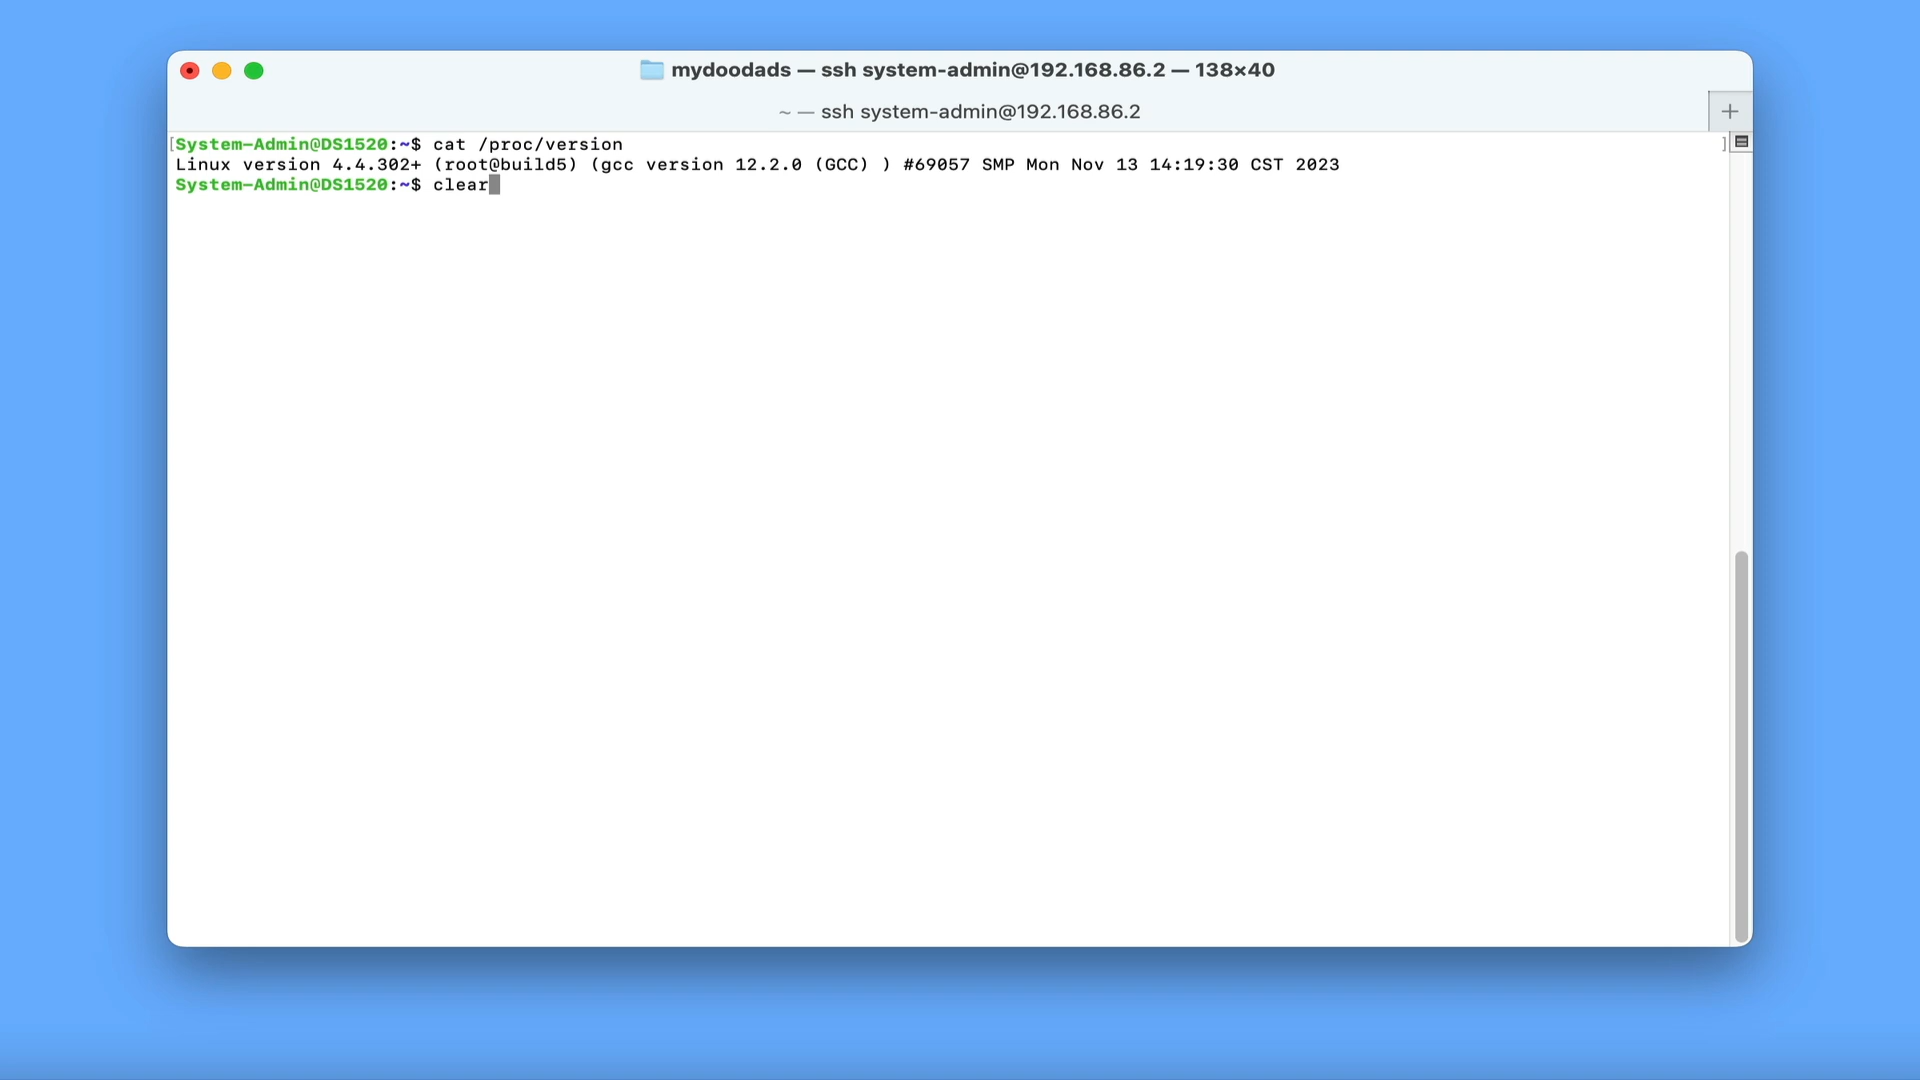 mydoodads — ssh system-admin@192.168.86.2 — 138×40
~ — ssh system-admin@192.168.86.2
[System-Admin@DS1520:~$ cat /proc/version ]
Linux version 4.4.302+ (root@build5) (gcc version 12.2.0 (GCC) ) #69057 SMP Mon Nov 13 14:19:30 CST 2023
System-Admin@DS1520:~$ clear